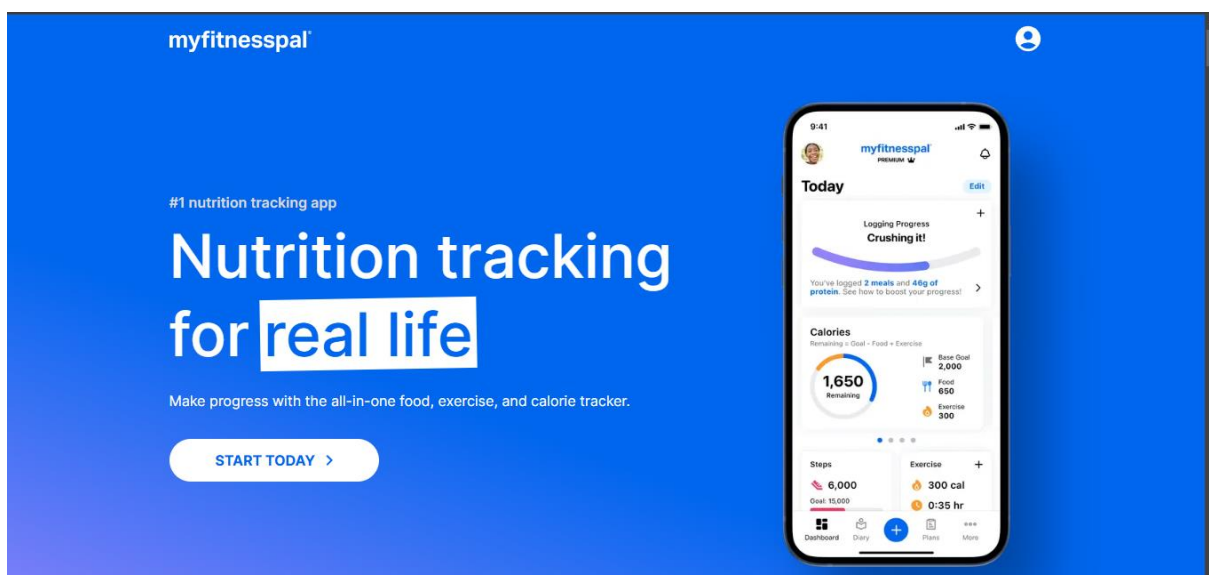 myfitnesspal
#1 nutrition tracking app
Nutrition tracking
for real life
Make progress with the all-in-one food, exercise, and calorie tracker.
START TODAY >
9:41
myfitnesspal
PREMIUM
Today
Edit
+
Logging Progress
Crushing it!
You've logged 2 meals and 46g of
protein. See how to boost your progress!
Calories
Remaining = Goal - Food + Exercise
1,650
Remaining
Base Goal
2,000
Food
650
Exercise
300
Steps
6,000
Goal: 15,000
Exercise +
300 cal
0:35 hr
Dashboard
Diary
+
Plans
More